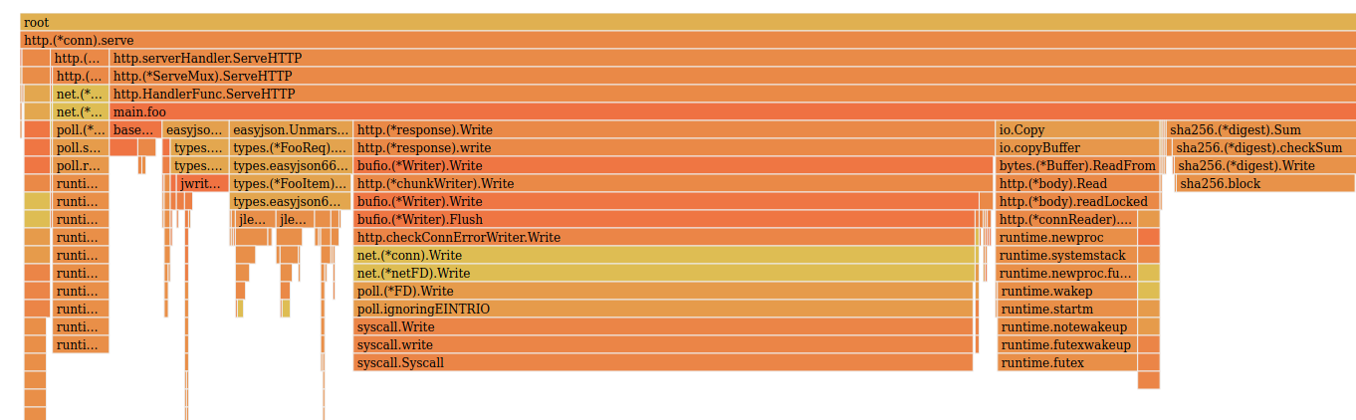 root
http.(*conn).serve
http.(... http.serverHandler.ServeHTTP
http.(... http.(*ServeMux).ServeHTTP
net.(*... http.HandlerFunc.ServeHTTP
net.(*... main.foo
poll.(*... base... easyjso... easyjson.Unmars... http.(*response).Write io.Copy sha256.(*digest).Sum
poll.s... types.... types.(*FooReq).... http.(*response).write io.copyBuffer sha256.(*digest).checkSum
poll.r... types.... types.easyjson66... bufio.(*Writer).Write bytes.(*Buffer).ReadFrom sha256.(*digest).Write
runti... jwrit... types.(*FooItem)... http.(*chunkWriter).Write http.(*body).Read sha256.block
runti... types.easyjson6... bufio.(*Writer).Write http.(*body).readLocked
runti... jle... jle... bufio.(*Writer).Flush http.(*connReader)....
runti... http.checkConnErrorWriter.Write runtime.newproc
runti... net.(*conn).Write runtime.systemstack
runti... net.(*netFD).Write runtime.newproc.fu...
runti... poll.(*FD).Write runtime.wakep
runti... poll.ignoringEINTRIO runtime.startm
runti... syscall.Write runtime.notewakeup
runti... syscall.write runtime.futexwakeup
syscall.Syscall runtime.futex